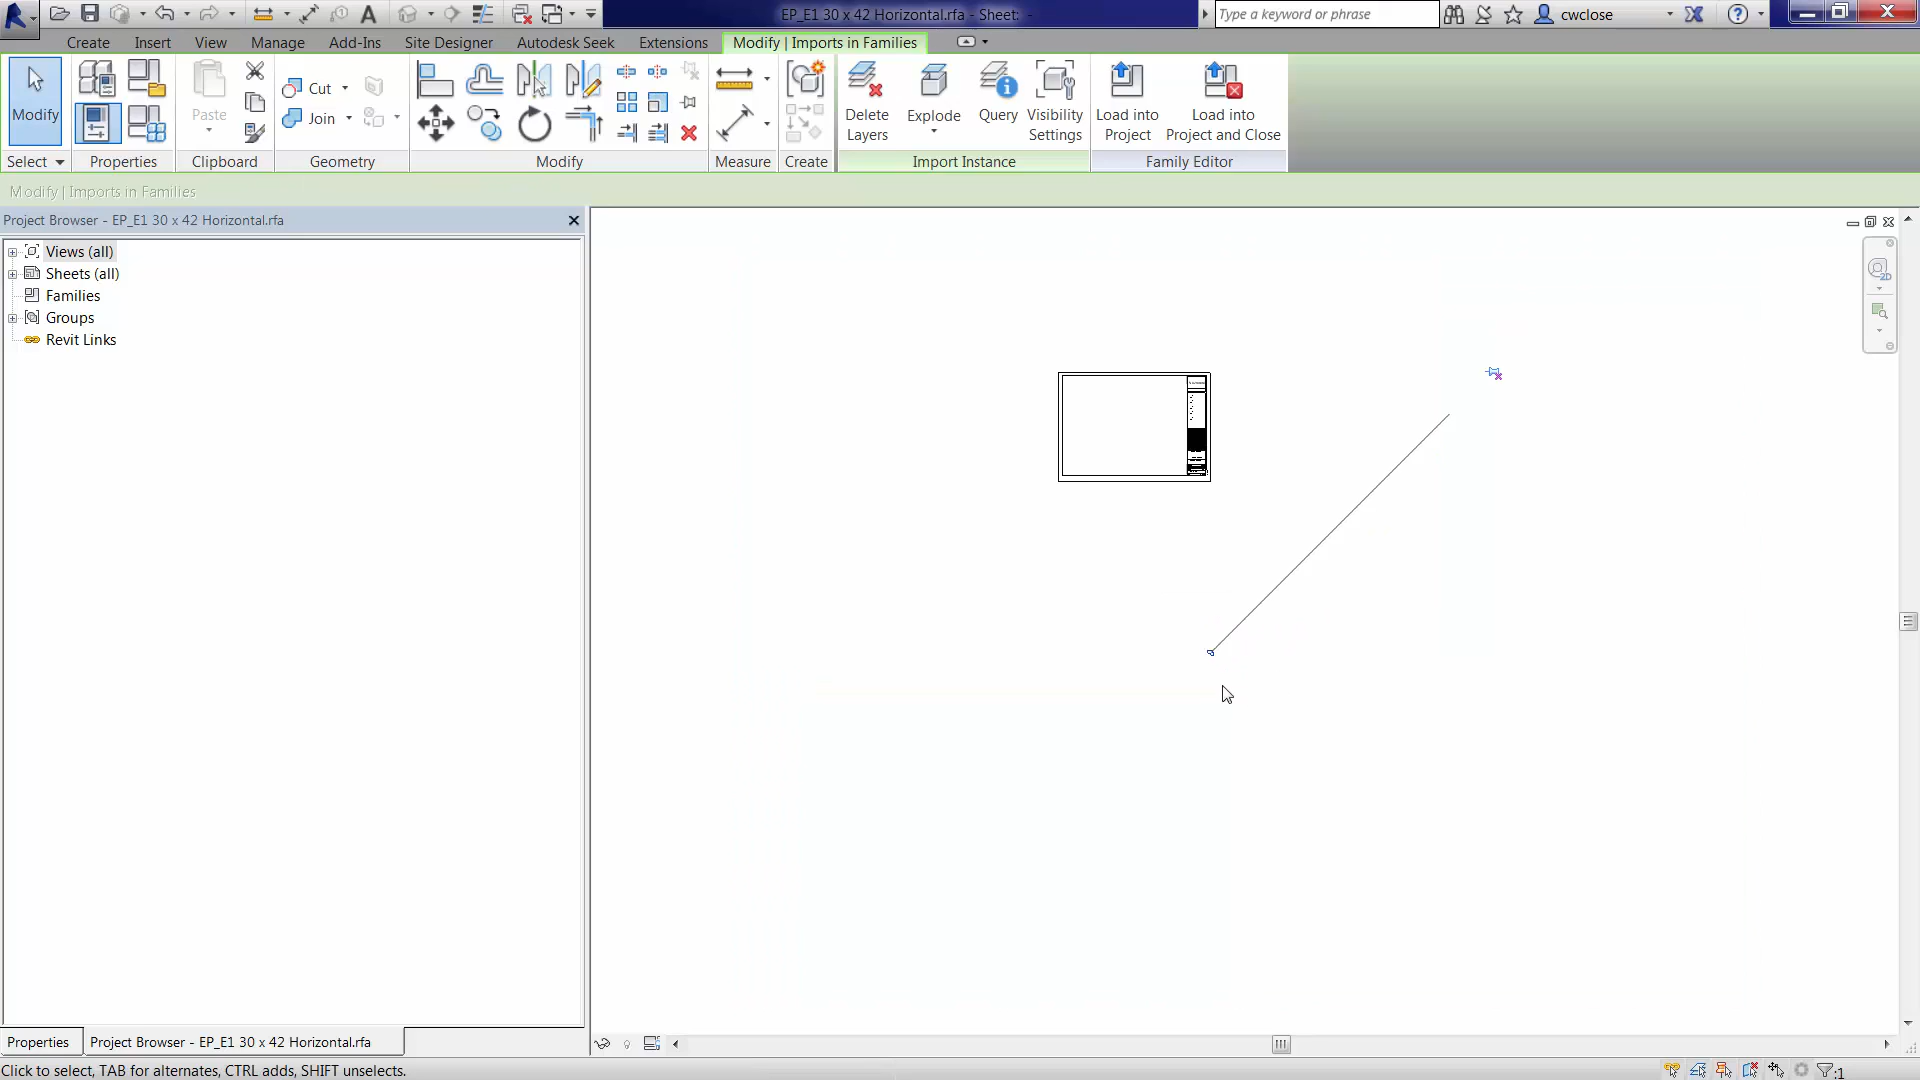 EP_E1 30 x 42 Horizontal.rfa - Sheet: -
Type a keyword or phrase
cwclose
Create
Insert
View
Manage
Add-Ins
Site Designer
Autodesk Seek
Extensions
Modify | Imports in Families
Modify
Paste
Cut
Join
Delete
Layers
Explode
Query
Visibility
Settings
Load into
Project
Load into
Project and Close
Select
Properties
Clipboard
Geometry
Modify
Measure
Create
Import Instance
Family Editor
Modify | Imports in Families
Project Browser - EP_E1 30 x 42 Horizontal.rfa
Views (all)
Sheets (all)
Families
Groups
Revit Links
2D
Properties
Project Browser - EP_E1 30 x 42 Horizontal.rfa
Click to select, TAB for alternates, CTRL adds, SHIFT unselects.
:1